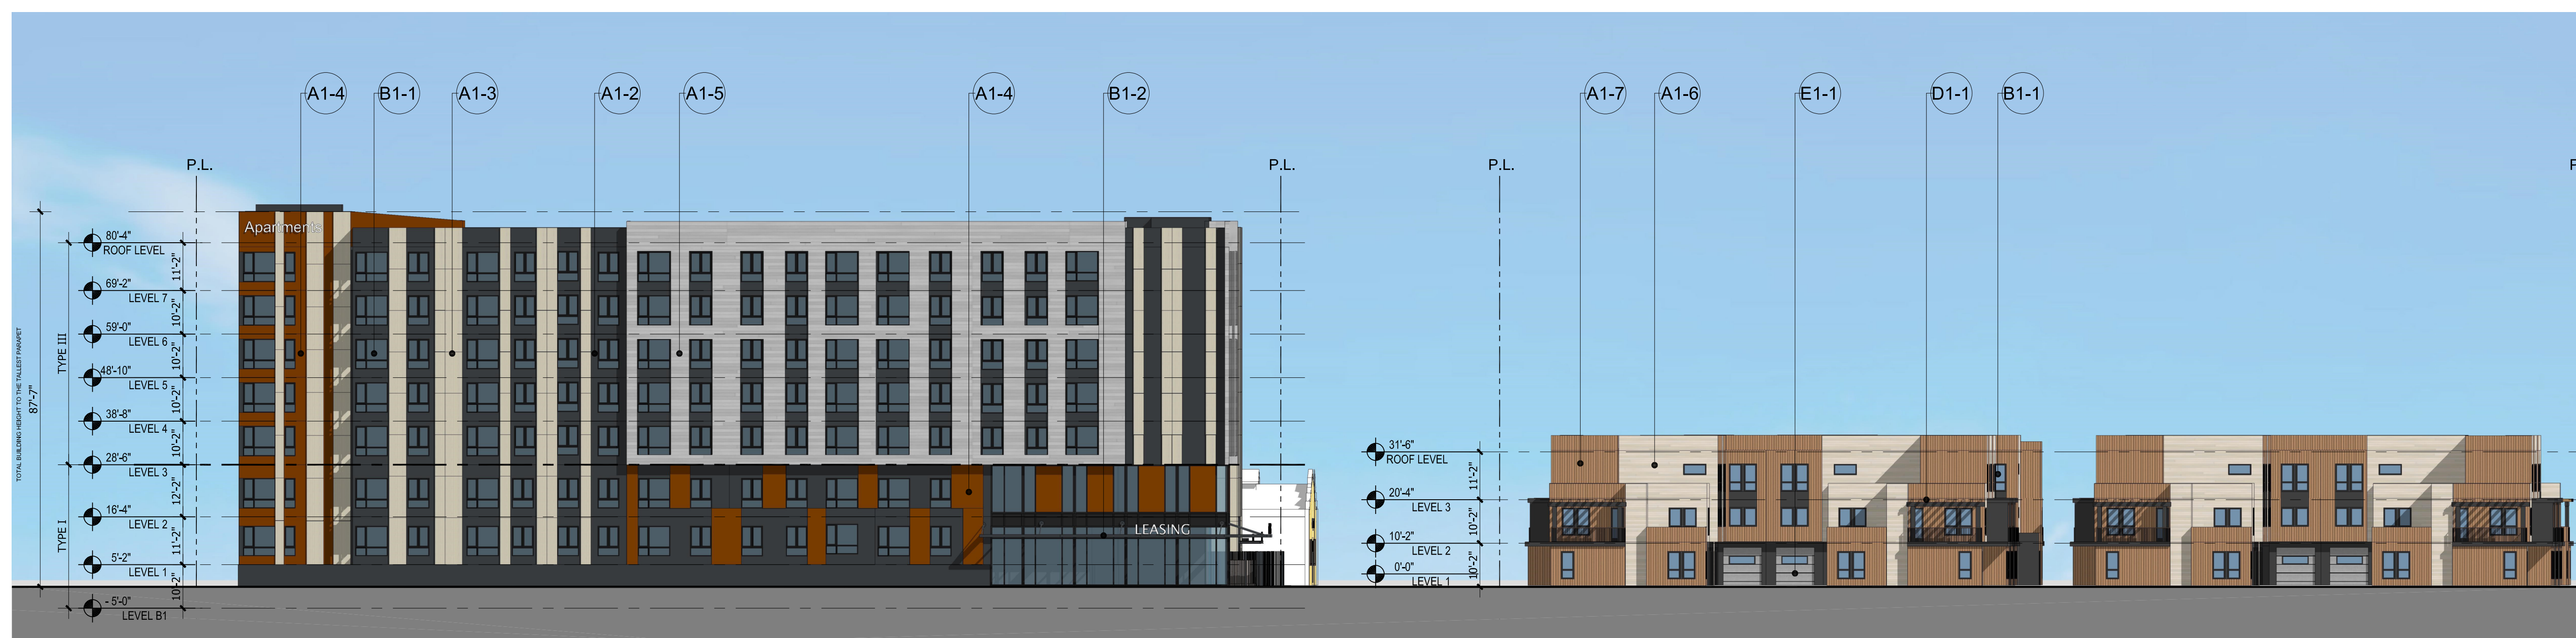 A1-4 B1-1 A1-3 A1-2 A1-5 A1-4 B1-2 A1-7 A1-6 E1-1 D1-1 B1-1
P.L. P.L. P.L.
Apartments
80'-4"
ROOF LEVEL
11'-2"
69'-2"
LEVEL 7
10'-2"
59'-0"
LEVEL 6
10'-2"
48'-10"
LEVEL 5
10'-2"
38'-8"
LEVEL 4
10'-2"
28'-6"
LEVEL 3
12'-2"
16'-4"
LEVEL 2
11'-2"
5'-2"
LEVEL 1
10'-2"
- 5'-0"
LEVEL B1
TYPE III
TYPE I
87'-7"
TOTAL BUILDING HEIGHT TO THE TALLEST PARAPET
LEASING
31'-6"
ROOF LEVEL
11'-2"
20'-4"
LEVEL 3
10'-2"
10'-2"
LEVEL 2
10'-2"
0'-0"
LEVEL 1